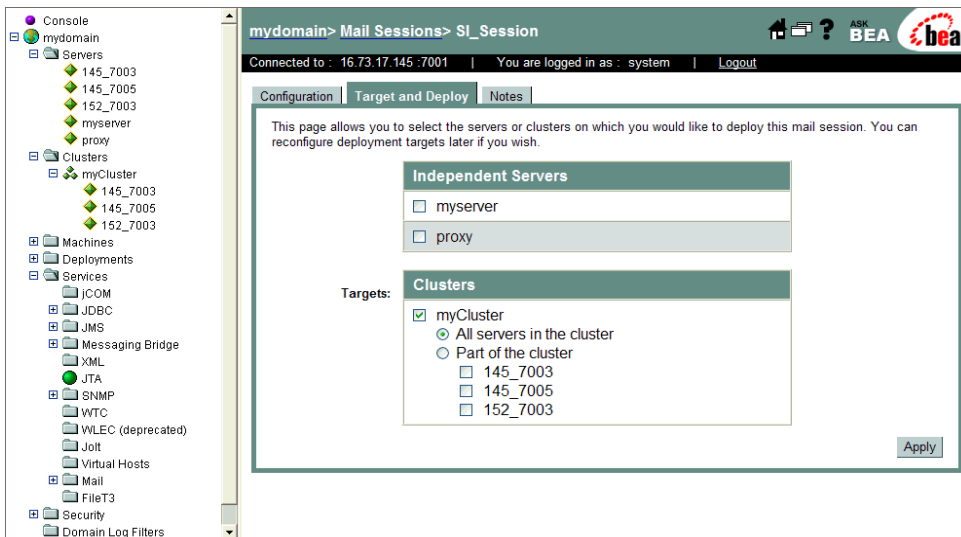 Console
mydomain
Servers
145_7003
145_7005
152_7003
myserver
proxy
Clusters
myCluster
145_7003
145_7005
152_7003
Machines
Deployments
Services
jCOM
JDBC
JMS
Messaging Bridge
XML
JTA
SNMP
WTC
WLEC (deprecated)
Jolt
Virtual Hosts
Mail
FileT3
Security
Domain Log Filters
mydomain> Mail Sessions> SI_Session
? ASK BEA bea
Connected to : 16.73.17.145 :7001 | You are logged in as : system | Logout
Configuration Target and Deploy Notes
This page allows you to select the servers or clusters on which you would like to deploy this mail session. You can
reconfigure deployment targets later if you wish.
Independent Servers
myserver
proxy
Targets:
Clusters
myCluster
All servers in the cluster
Part of the cluster
145_7003
145_7005
152_7003
Apply